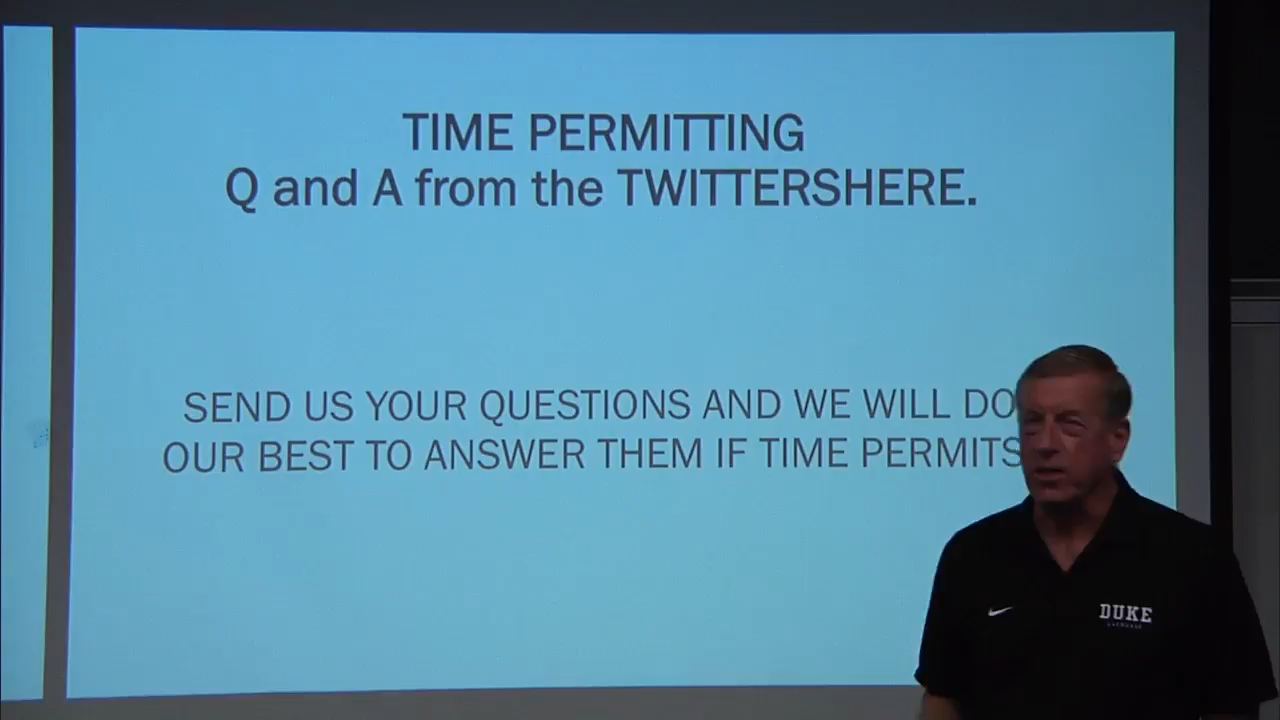 TIME PERMITTING
Q and A from the TWITTERSHERE.
SEND US YOUR QUESTIONS AND WE WILL DO
OUR BEST TO ANSWER THEM IF TIME PERMITS
DUKE
LACROSSE